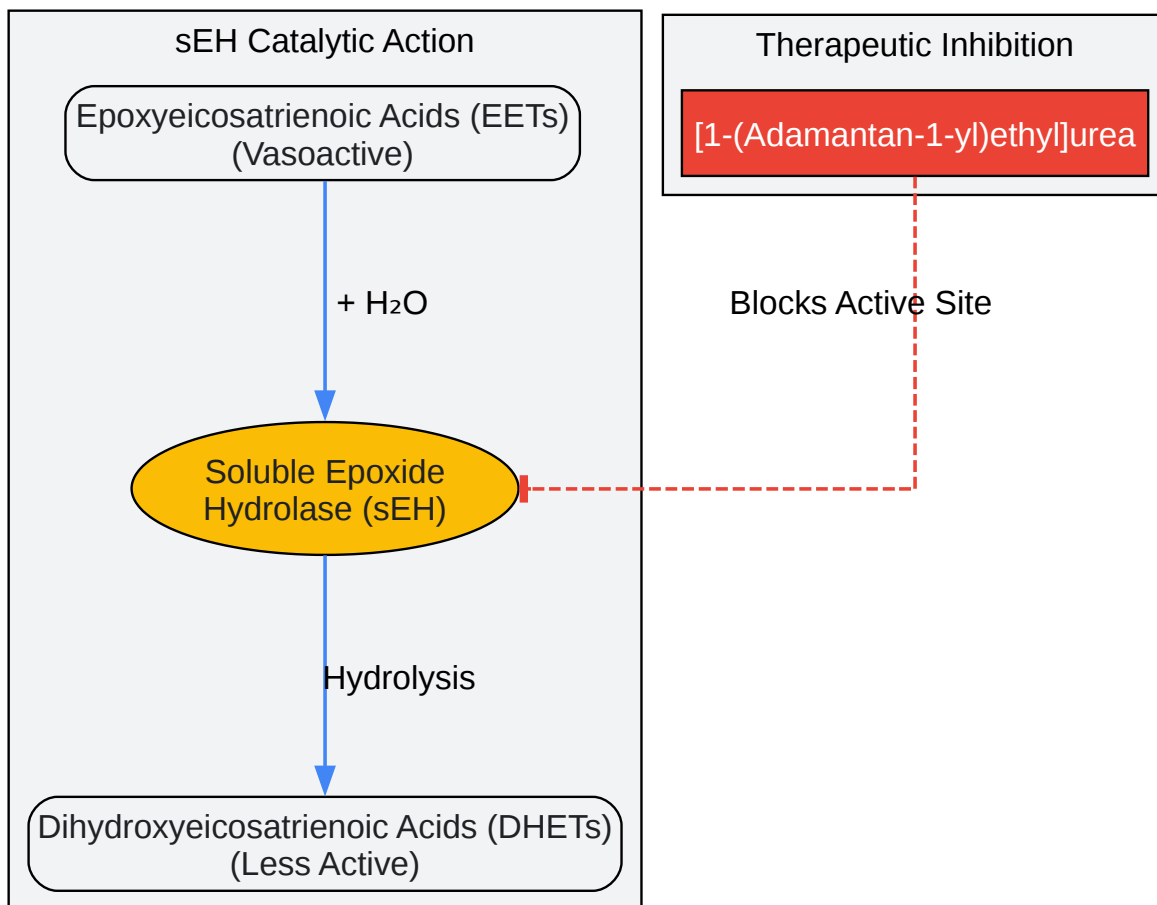 sEH Catalytic Action
Epoxyeicosatrienoic Acids (EETs)
(Vasoactive)
+ H₂O
Soluble Epoxide
Hydrolase (sEH)
Hydrolysis
Dihydroxyeicosatrienoic Acids (DHETs)
(Less Active)
Therapeutic Inhibition
[1-(Adamantan-1-yl)ethyl]urea
Blocks Active Site